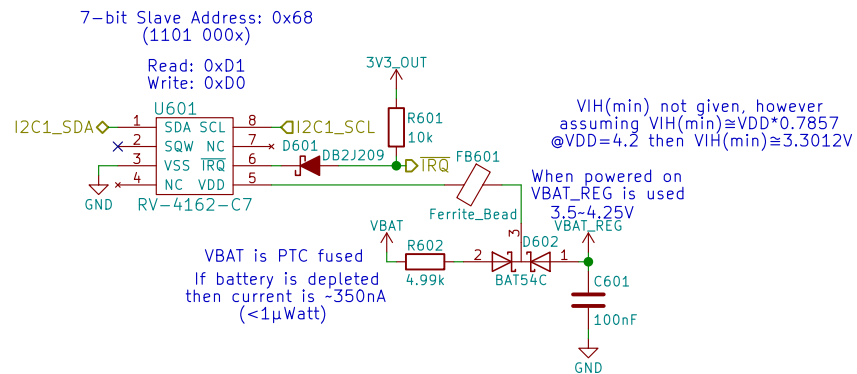 7-bit Slave Address: 0x68
(1101 000x)
Read: 0xD1
Write: 0xD0
3V3_OUT
U601
R601
10k
I2C1_SDA
1
SDA
SCL
8
I2C1_SCL
2
SQW
NC
7
D601
3
VSS
IRQ
6
DB2J209
IRQ
4
NC
VDD
5
GND
RV-4162-C7
FB601
Ferrite_Bead
VIH(min) not given, however
assuming VIH(min)≅VDD*0.7857
@VDD=4.2 then VIH(min)≅3.3012V
When powered on
VBAT_REG is used
3.5~4.25V
VBAT
VBAT_REG
3
D602
R602
4.99k
2
1
BAT54C
VBAT is PTC fused
If battery is depleted
then current is ~350nA
(<1µWatt)
C601
100nF
GND